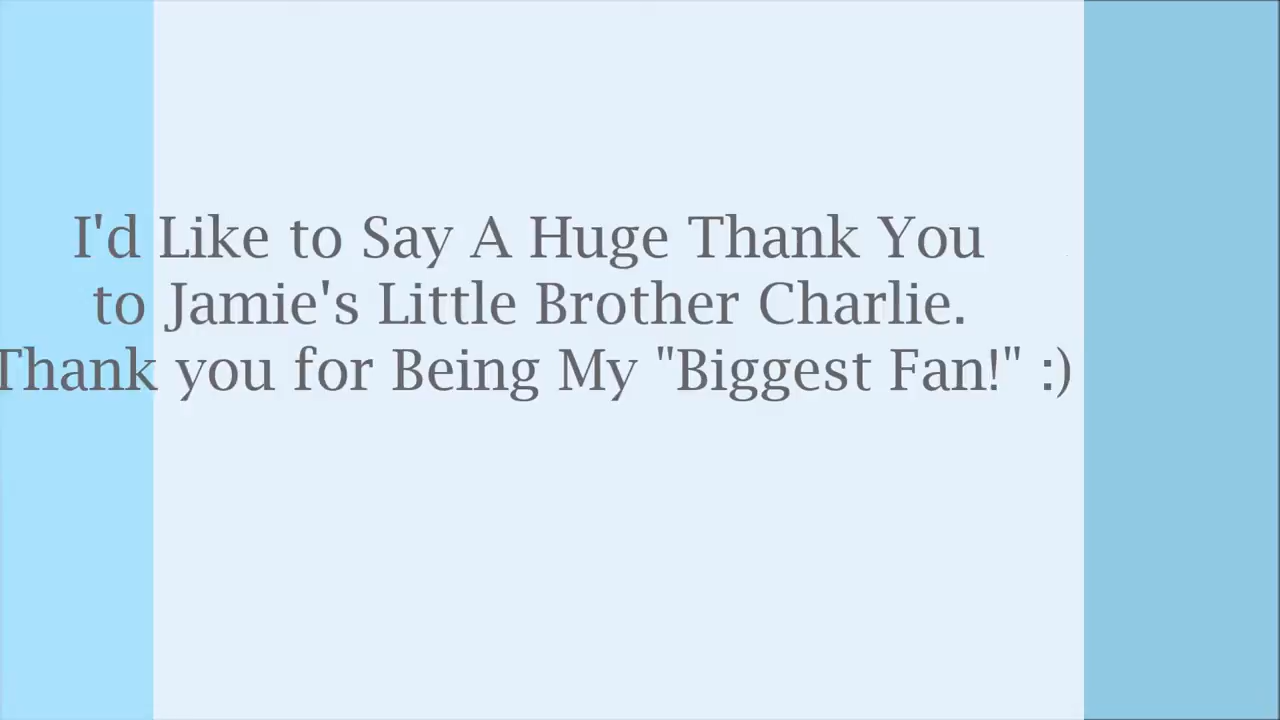 I'd Like to Say A Huge Thank You
to Jamie's Little Brother Charlie.
Thank you for Being My "Biggest Fan!" :)